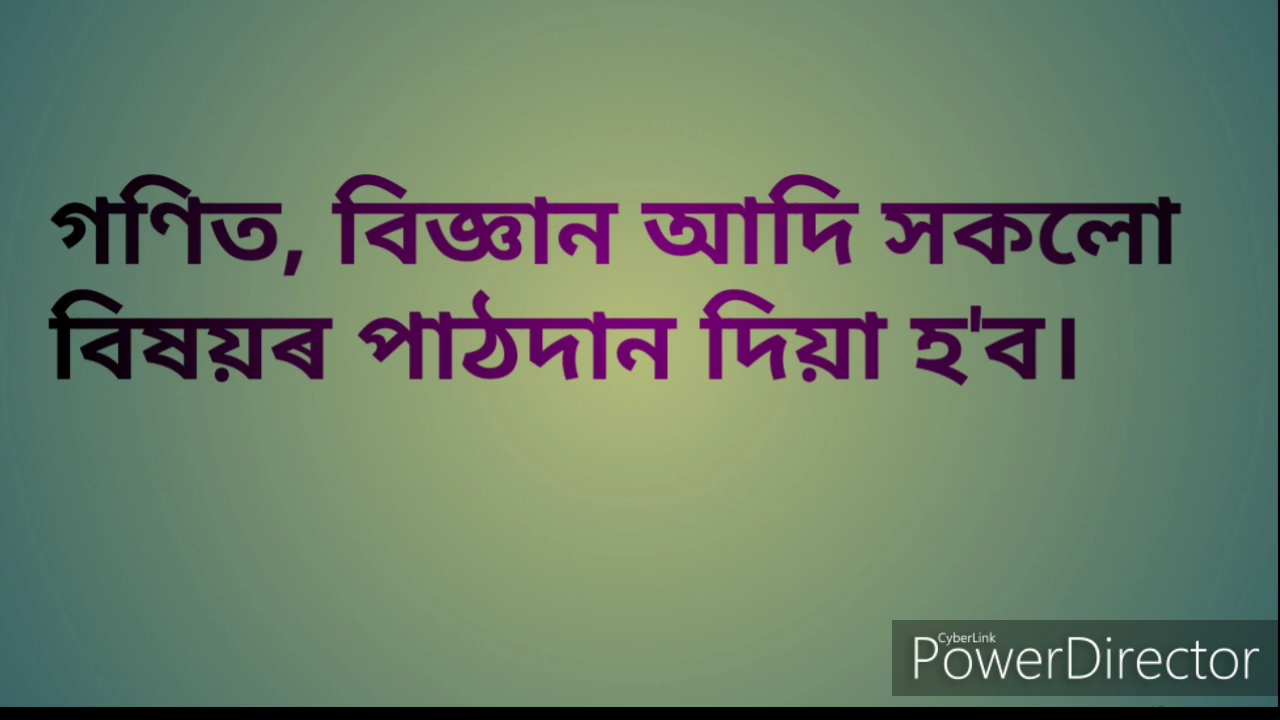 গণিত, বিজ্ঞান আদি সকলো
বিষয়ৰ পাঠদান দিয়া হ'ব।
CyberLink
PowerDirector